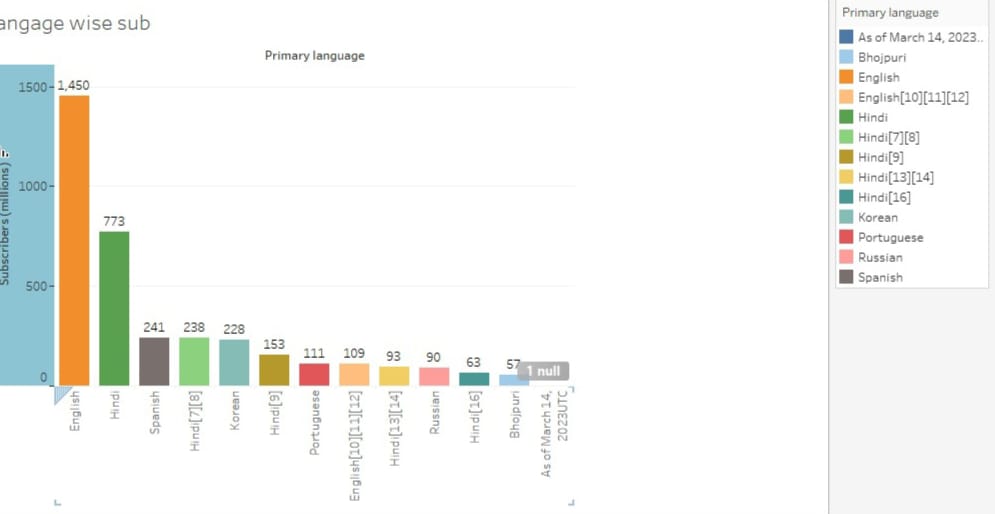 angage wise sub
Primary language
Subscribers (millions)
1500
1000
500
0
1,450
773
241
238
228
153
111
109
93
90
63
57
1 null
English
Hindi
Spanish
Hindi[7][8]
Korean
Hindi[9]
Portuguese
English[10][11][12]
Hindi[13][14]
Russian
Hindi[16]
Bhojpuri
As of March 14,
2023UTC
Primary language
As of March 14, 2023..
Bhojpuri
English
English[10][11][12]
Hindi
Hindi[7][8]
Hindi[9]
Hindi[13][14]
Hindi[16]
Korean
Portuguese
Russian
Spanish